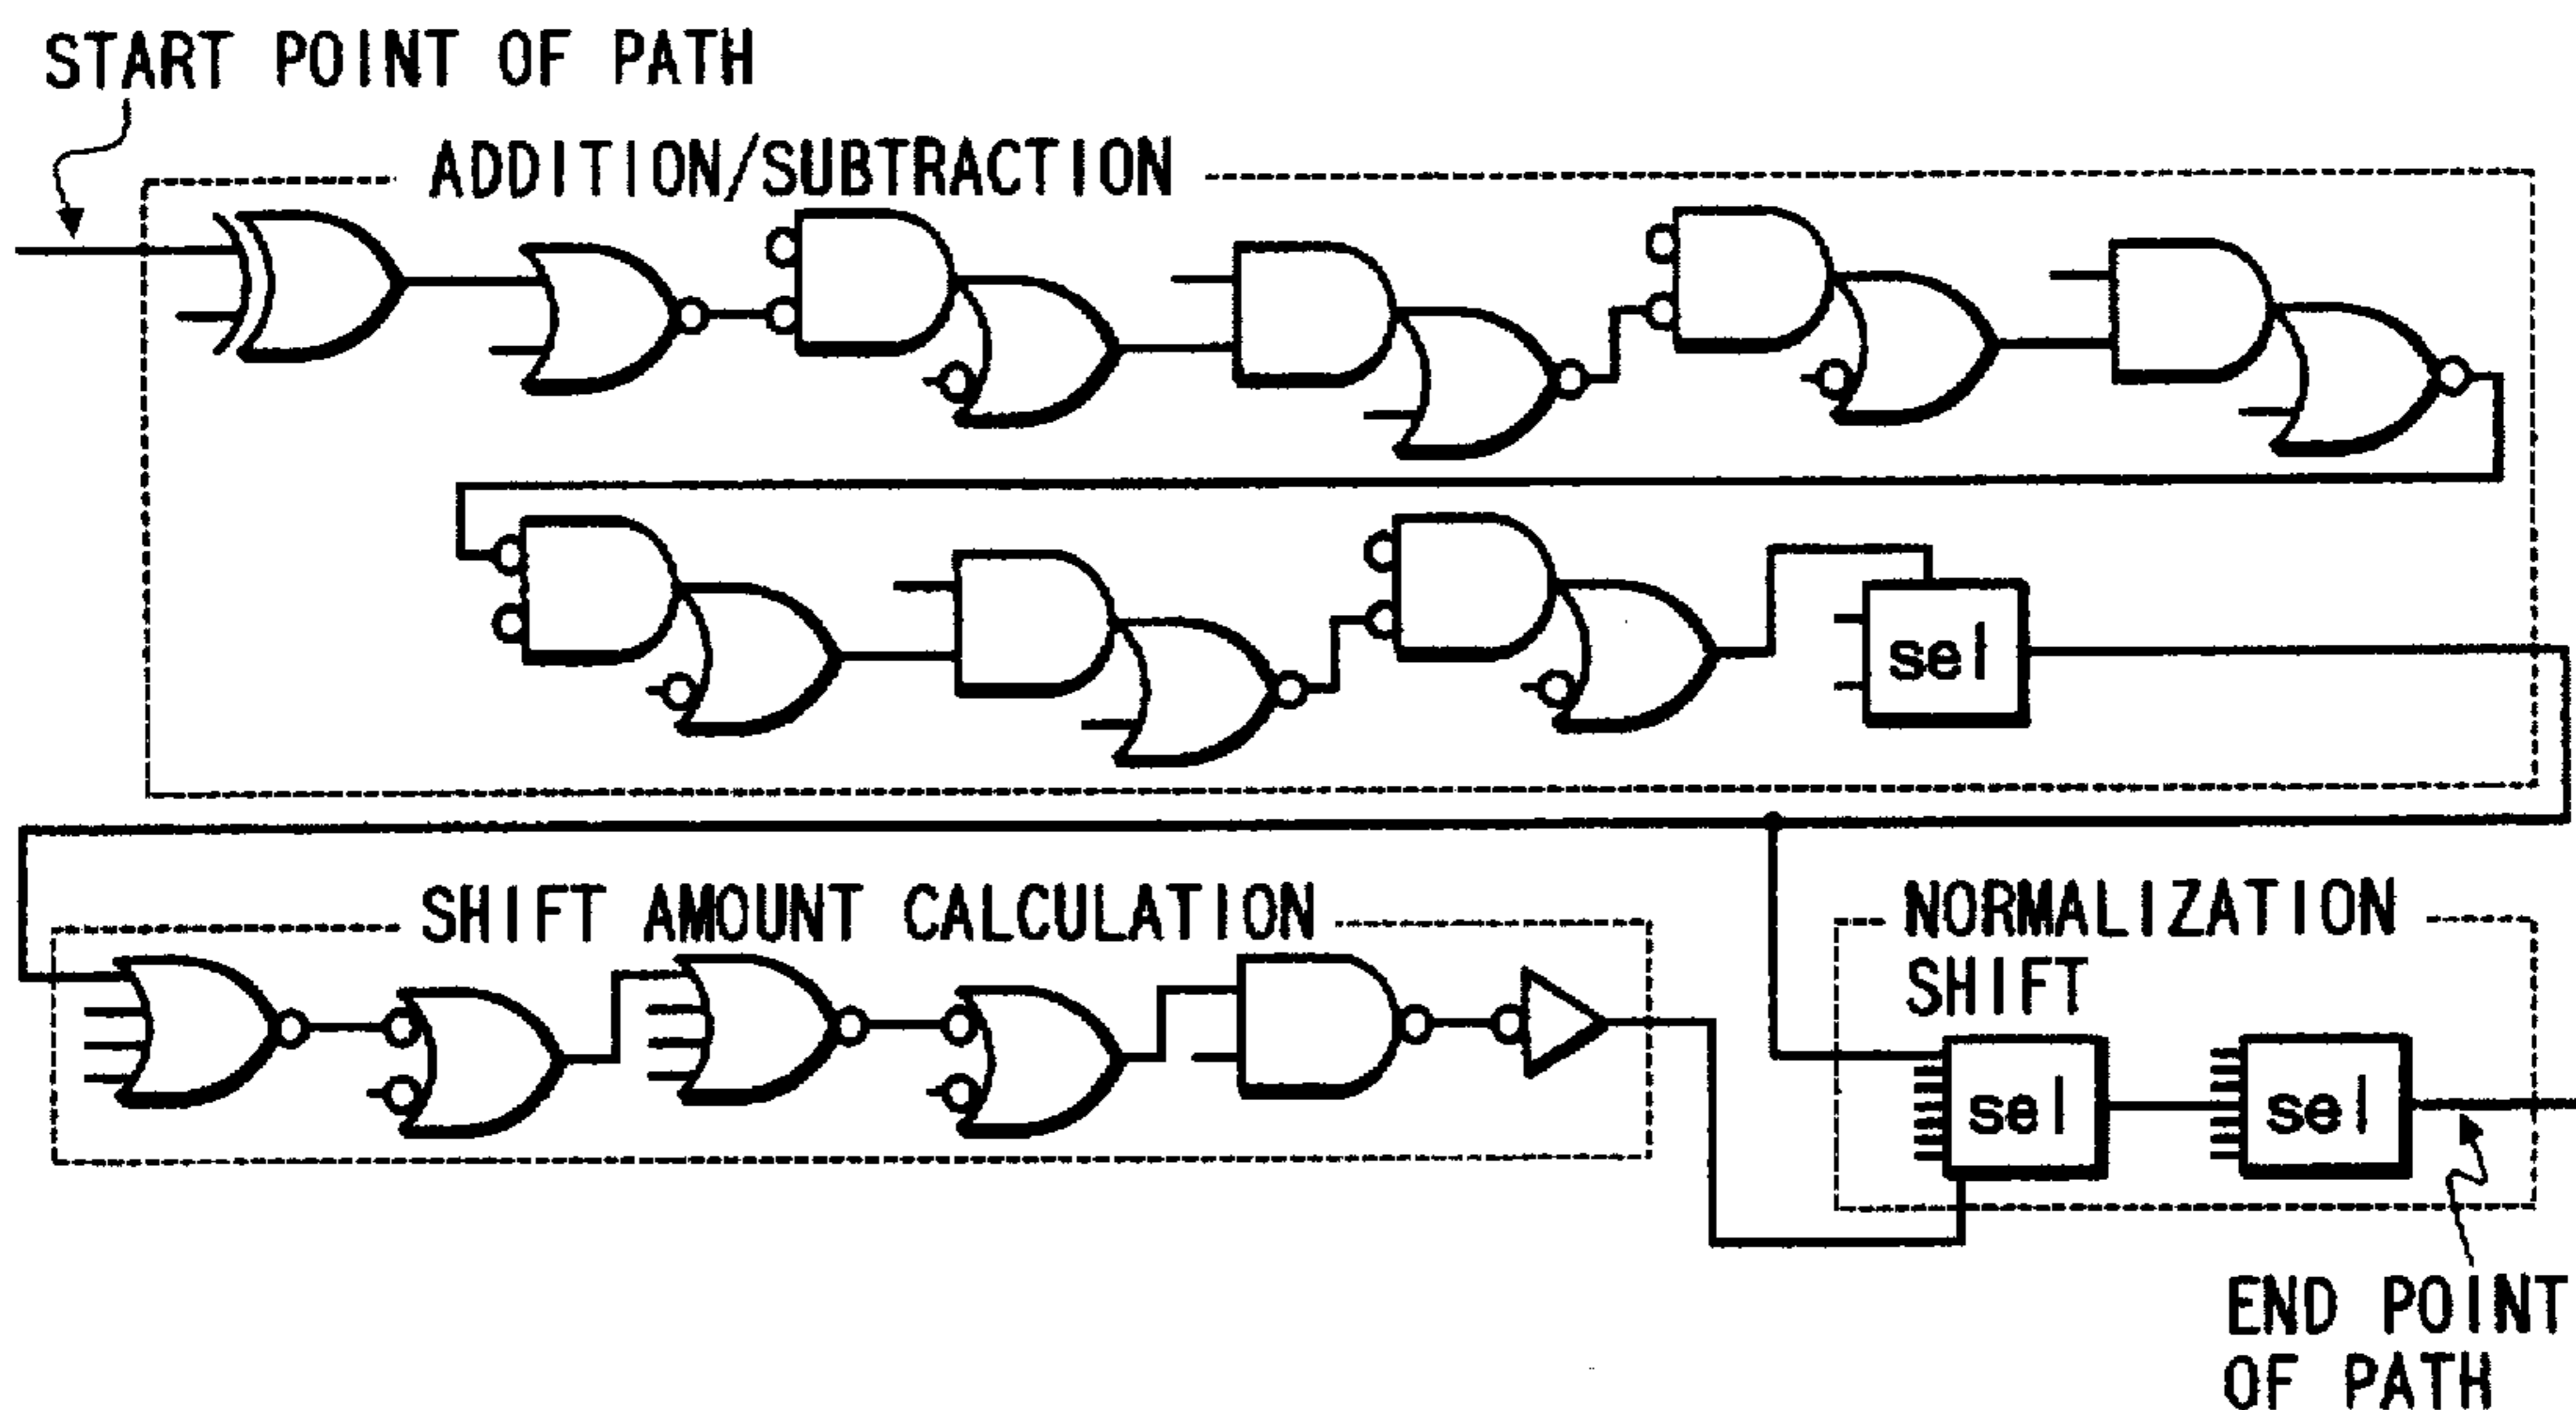 START POINT OF PATH
ADDITION/SUBTRACTION
sel
SHIFT AMOUNT CALCULATION
NORMALIZATION
SHIFT
sel
sel
END POINT
OF PATH